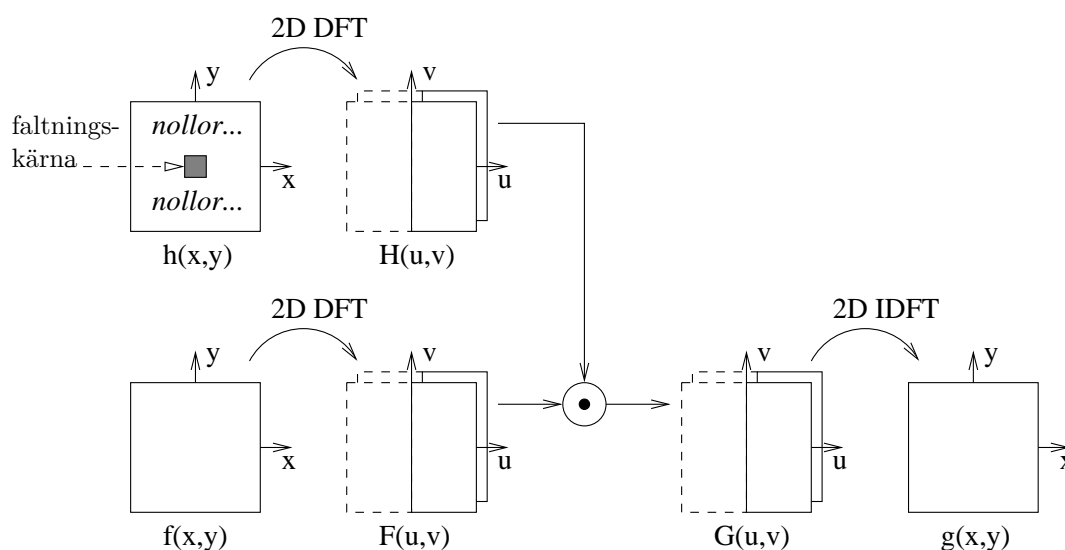 2D DFT
y
v
faltnings-
kärna
nollor...
nollor...
x
u
h(x,y)
H(u,v)
2D DFT
2D IDFT
y
v
v
y
x
u
u
x
f(x,y)
F(u,v)
G(u,v)
g(x,y)